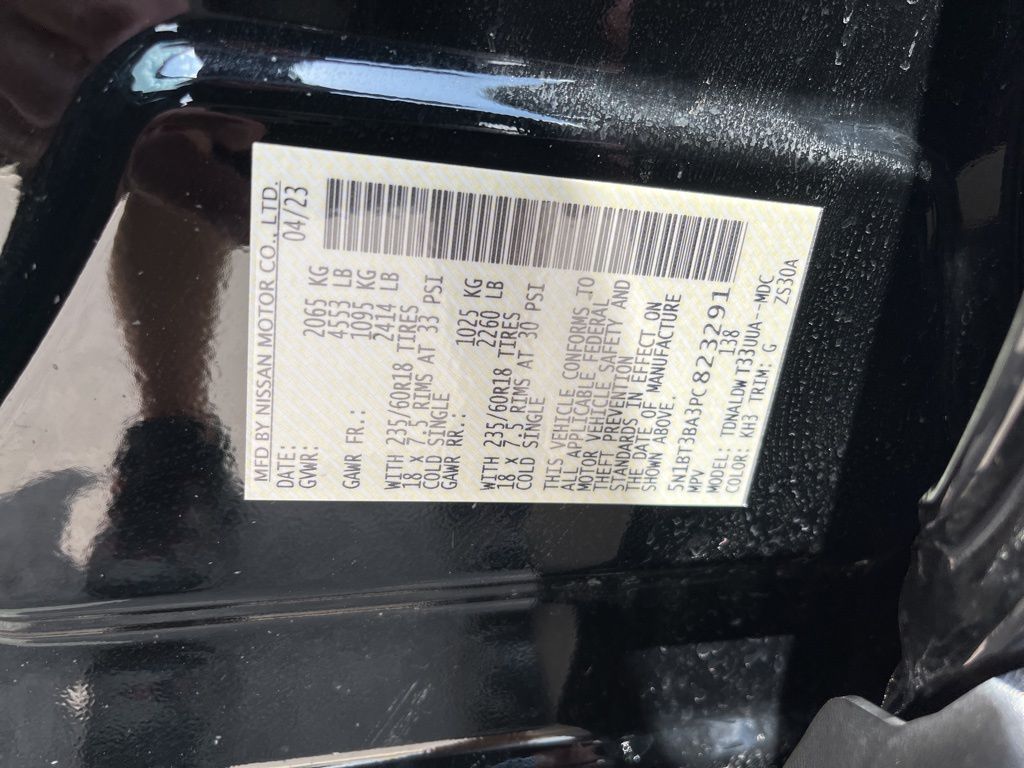 MFD BY NISSAN MOTOR CO., LTD.
DATE: 04/23
GVWR: 2065 KG
4553 LB
GAWR FR.: 1095 KG
2414 LB
WITH 235/60R18 TIRES
18 x 7.5 RIMS AT 33 PSI
COLD SINGLE
GAWR RR.: 1025 KG
2260 LB
WITH 235/60R18 TIRES
18 x 7.5 RIMS AT 30 PSI
COLD SINGLE
THIS VEHICLE CONFORMS TO
ALL APPLICABLE FEDERAL
MOTOR VEHICLE SAFETY AND
THEFT PREVENTION
STANDARDS IN EFFECT ON
THE DATE OF MANUFACTURE
SHOWN ABOVE.
5N1BT3BA3PC823291
MPV 138
MODEL: TDNALDW T33UUA--MDC
COLOR: KH3 TRIM: G ZS30A